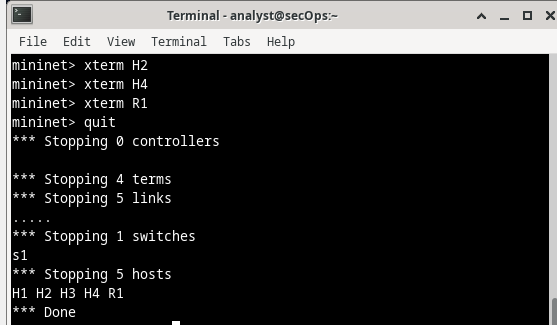 Terminal - analyst@secOps:~
File Edit View Terminal Tabs Help
mininet> xterm H2
mininet> xterm H4
mininet> xterm R1
mininet> quit
*** Stopping 0 controllers
*** Stopping 4 terms
*** Stopping 5 links
.....
*** Stopping 1 switches
s1
*** Stopping 5 hosts
H1 H2 H3 H4 R1
*** Done